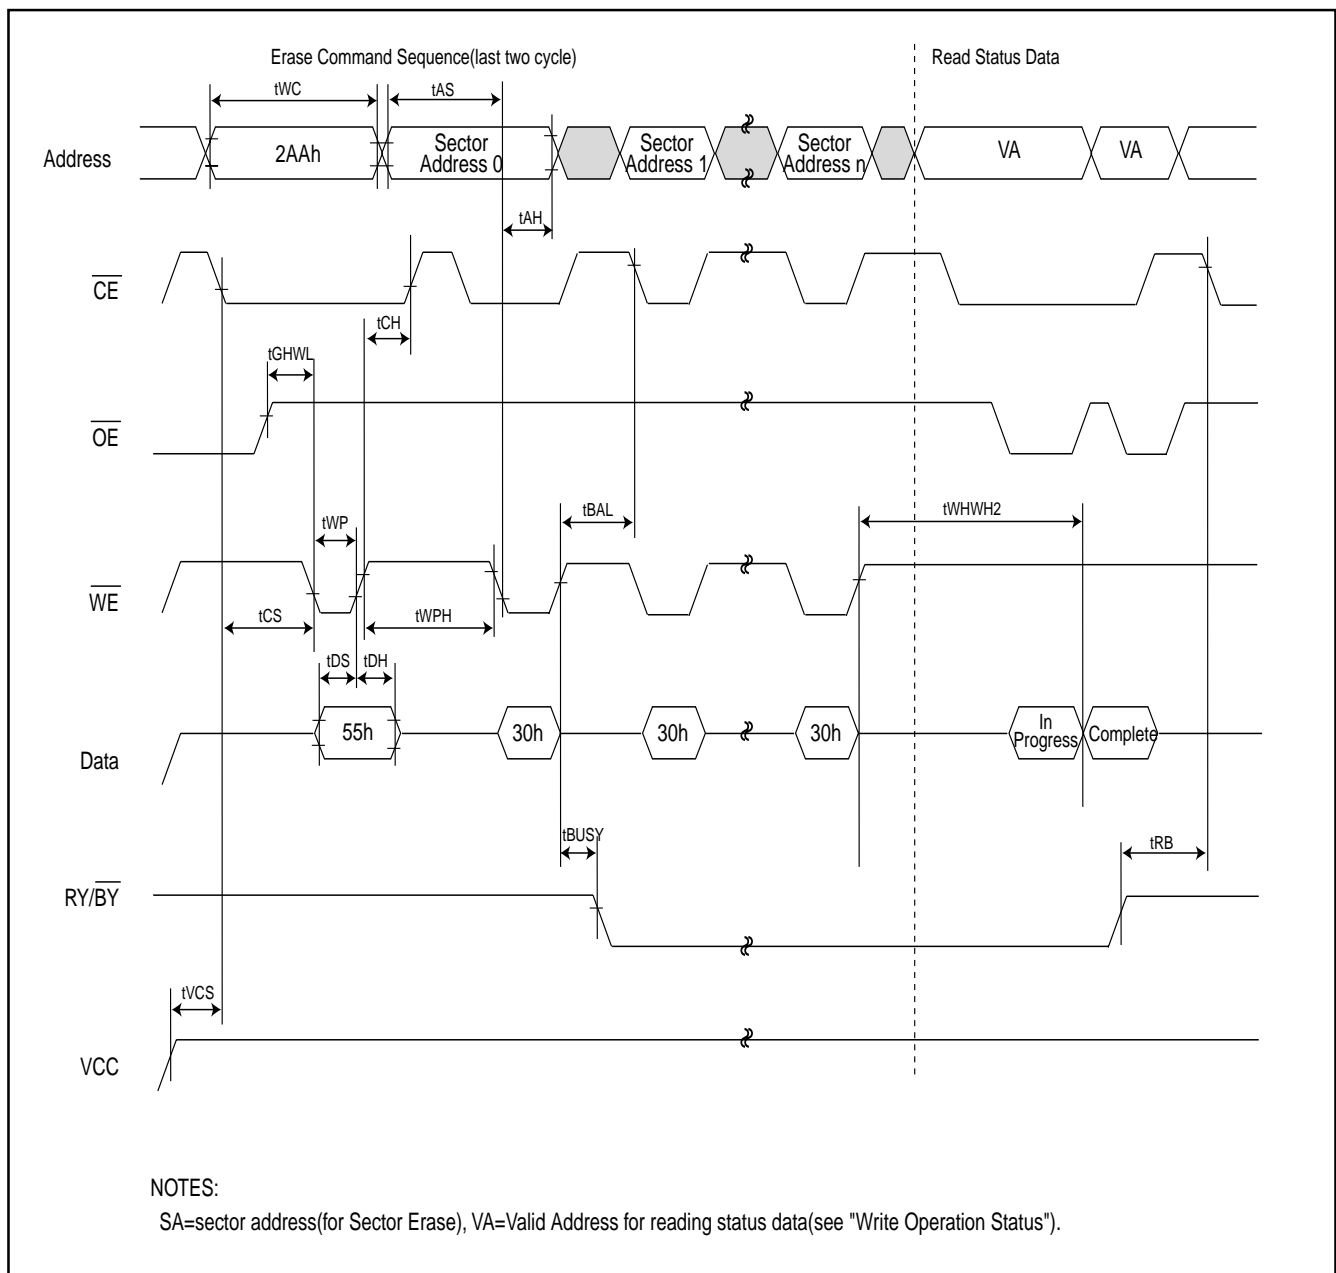 Erase Command Sequence(last two cycle)
Read Status Data
tWC
tAS
Address
2AAh
Sector
Address 0
Sector
Address 1
Sector
Address n
VA
VA
tAH
CE
tCH
tGHWL
OE
tBAL
tWHWH2
tWP
WE
tCS
tWPH
tDS
tDH
Data
55h
30h
30h
30h
In
Progress
Complete
tBUSY
tRB
RY/BY
tVCS
VCC
NOTES:
SA=sector address(for Sector Erase), VA=Valid Address for reading status data(see "Write Operation Status").